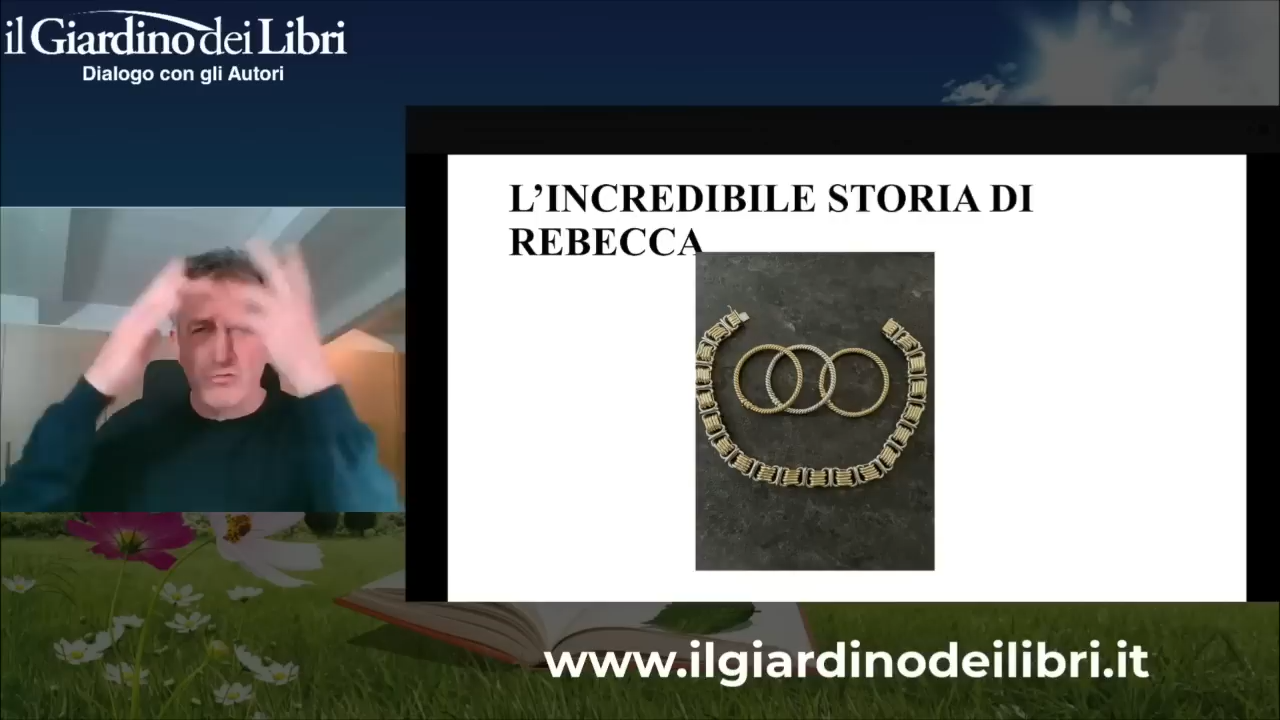 il Giardino dei Libri
Dialogo con gli Autori
L’INCREDIBILE STORIA DI
REBECCA
www.ilgiardinodeilibri.it